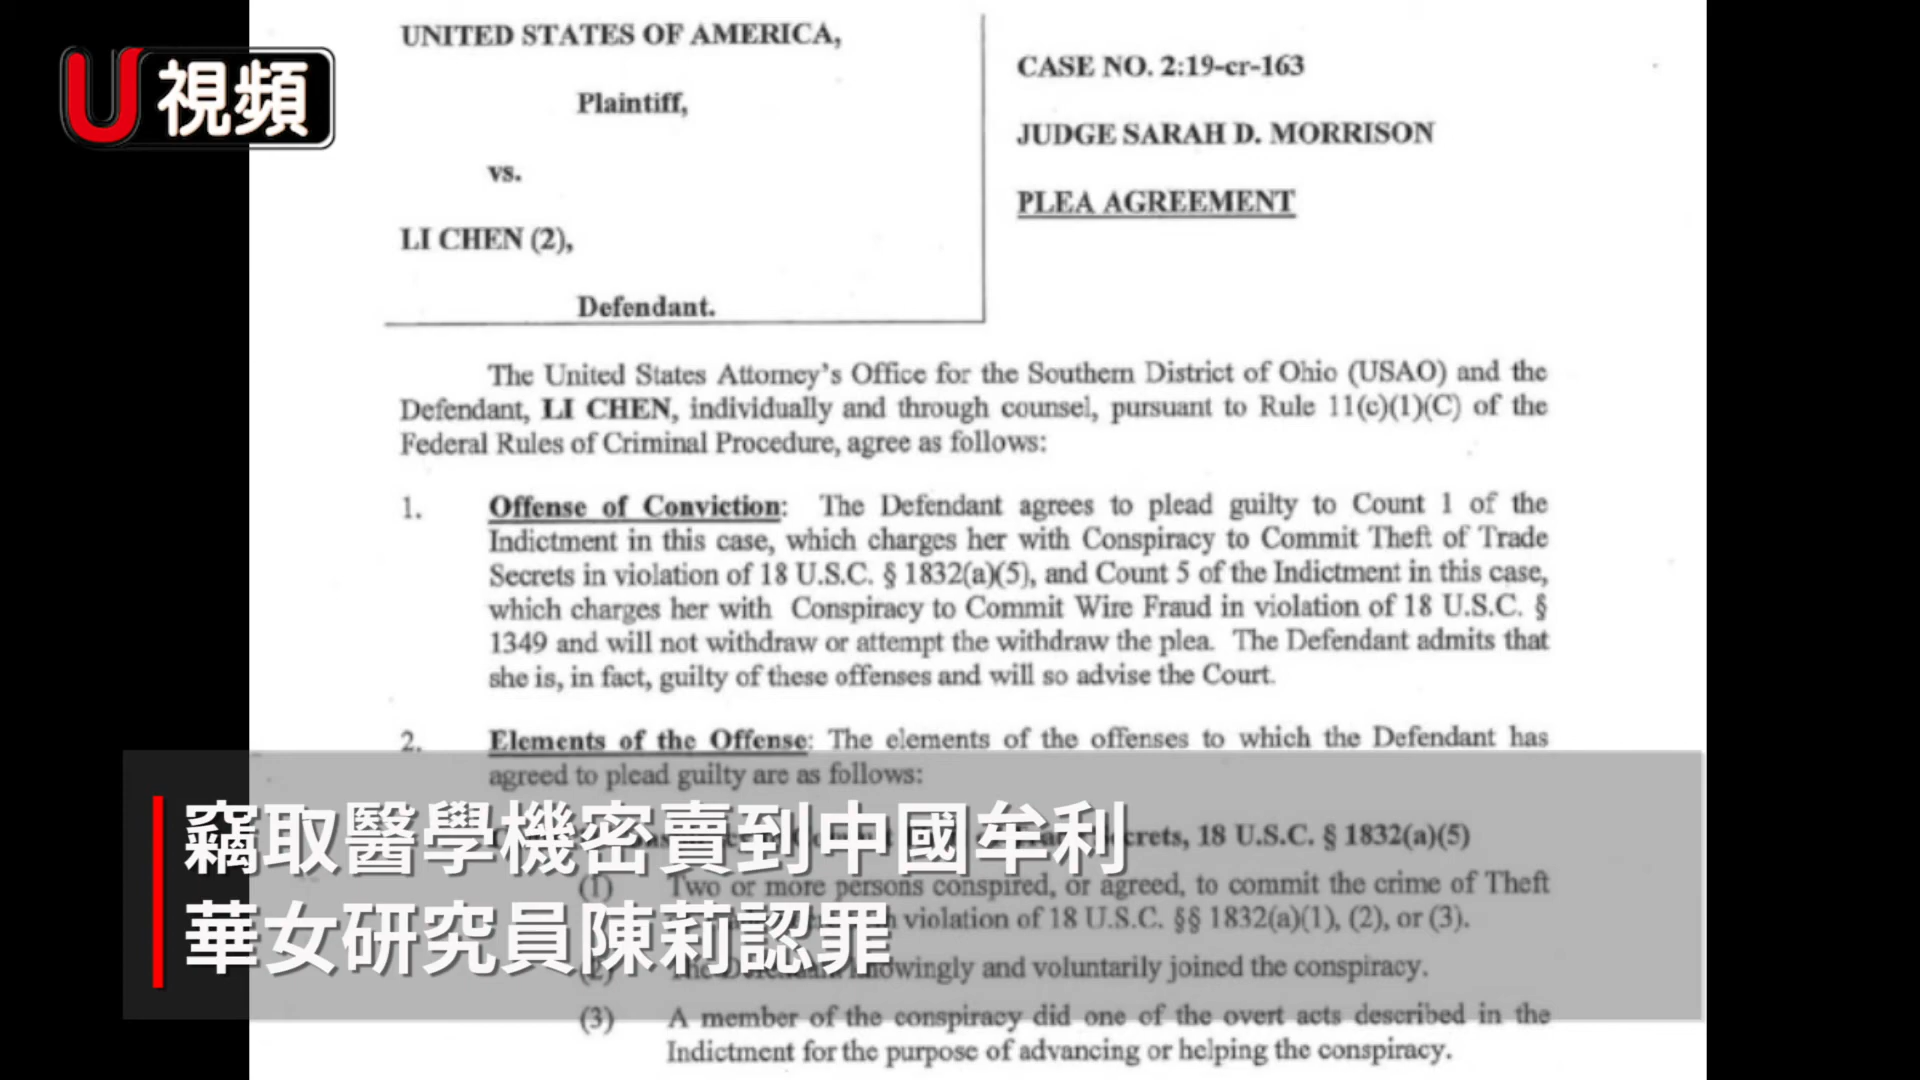 U視頻
UNITED STATES OF AMERICA,
Plaintiff,
vs.
LI CHEN (2),
Defendant.
CASE NO. 2:19-cr-163
JUDGE SARAH D. MORRISON
PLEA AGREEMENT
The United States Attorney's Office for the Southern District of Ohio (USAO) and the
Defendant, LI CHEN, individually and through counsel, pursuant to Rule 11(c)(1)(C) of the
Federal Rules of Criminal Procedure, agree as follows:
1. Offense of Conviction: The Defendant agrees to plead guilty to Count 1 of the
Indictment in this case, which charges her with Conspiracy to Commit Theft of Trade
Secrets in violation of 18 U.S.C. § 1832(a)(5), and Count 5 of the Indictment in this case,
which charges her with Conspiracy to Commit Wire Fraud in violation of 18 U.S.C. §
1349 and will not withdraw or attempt the withdraw the plea. The Defendant admits that
she is, in fact, guilty of these offenses and will so advise the Court.
2. Elements of the Offense: The elements of the offenses to which the Defendant has
agreed to plead guilty are as follows:
竊取醫學機密賣到中國牟利
18 U.S.C. § 1832(a)(5)
(1) Two or more persons conspired, or agreed, to commit the crime of Theft
violation of 18 U.S.C. §§ 1832(a)(1), (2), or (3).
華女研究員陳莉認罪
and voluntarily joined the conspiracy.
(3) A member of the conspiracy did one of the overt acts described in the
Indictment for the purpose of advancing or helping the conspiracy.